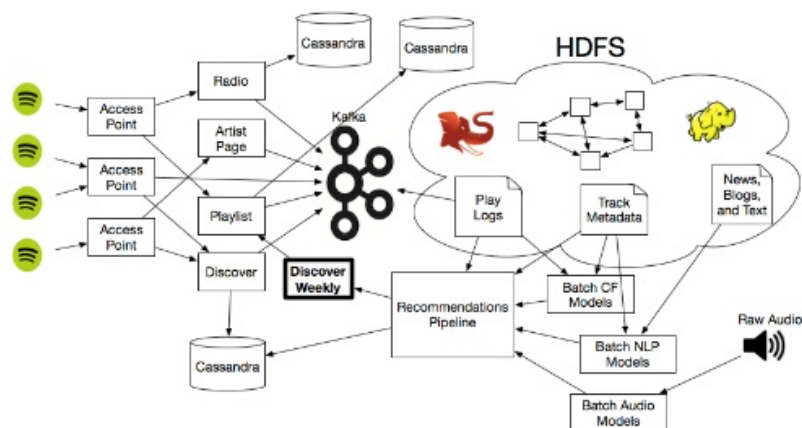 HDFS
Cassandra
Cassandra
Radio
Kafka
Access
Point
Artist
Page
Access
Point
Playlist
Access
Point
Discover
Discover
Weekly
Cassandra
Play
Logs
Track
Metadata
News,
Blogs,
and Text
Recommendations
Pipeline
Batch CF
Models
Batch NLP
Models
Batch Audio
Models
Raw Audio